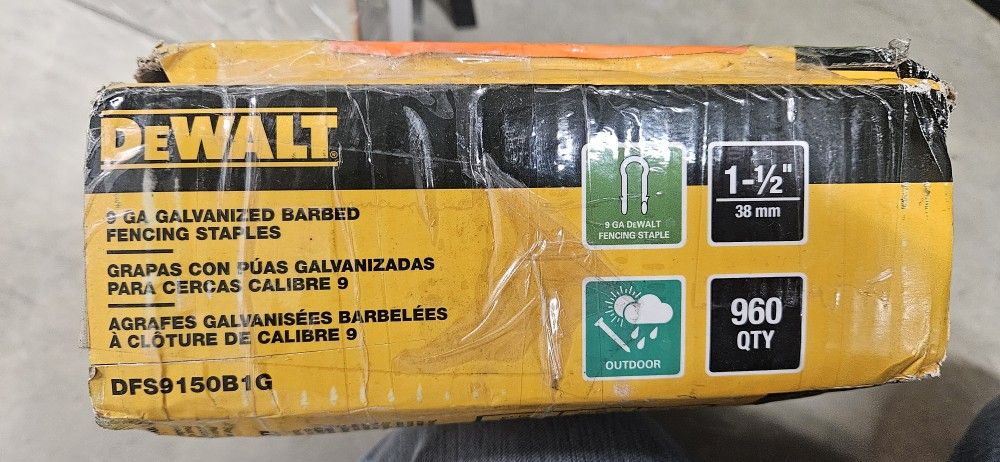 DEWALT
9 GA GALVANIZED BARBED
FENCING STAPLES
GRAPAS CON PÚAS GALVANIZADAS
PARA CERCAS CALIBRE 9
AGRAFES GALVANISÉES BARBELÉES
À CLÔTURE DE CALIBRE 9
DFS9150B1G
9 GA DEWALT
FENCING STAPLE
1-½"
38 mm
OUTDOOR
960
QTY